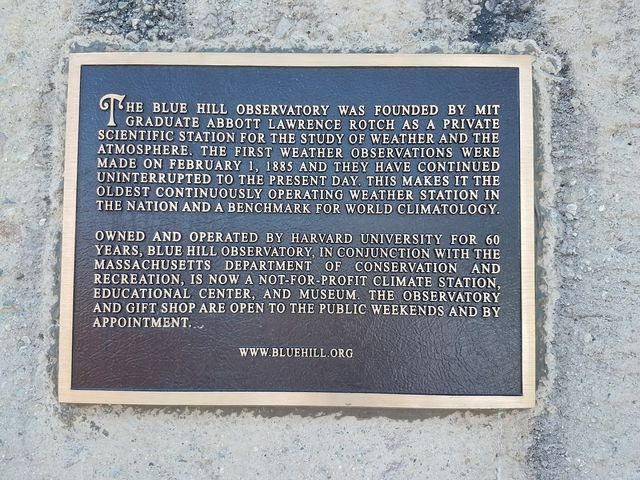 THE BLUE HILL OBSERVATORY WAS FOUNDED BY MIT
GRADUATE ABBOTT LAWRENCE ROTCH AS A PRIVATE
SCIENTIFIC STATION FOR THE STUDY OF WEATHER AND THE
ATMOSPHERE. THE FIRST WEATHER OBSERVATIONS WERE
MADE ON FEBRUARY 1, 1885 AND THEY HAVE CONTINUED
UNINTERRUPTED TO THE PRESENT DAY. THIS MAKES IT THE
OLDEST CONTINUOUSLY OPERATING WEATHER STATION IN
THE NATION AND A BENCHMARK FOR WORLD CLIMATOLOGY.
OWNED AND OPERATED BY HARVARD UNIVERSITY FOR 60
YEARS, BLUE HILL OBSERVATORY, IN CONJUNCTION WITH THE
MASSACHUSETTS DEPARTMENT OF CONSERVATION AND
RECREATION, IS NOW A NOT-FOR-PROFIT CLIMATE STATION,
EDUCATIONAL CENTER, AND MUSEUM. THE OBSERVATORY
AND GIFT SHOP ARE OPEN TO THE PUBLIC WEEKENDS AND BY
APPOINTMENT.
WWW.BLUEHILL.ORG